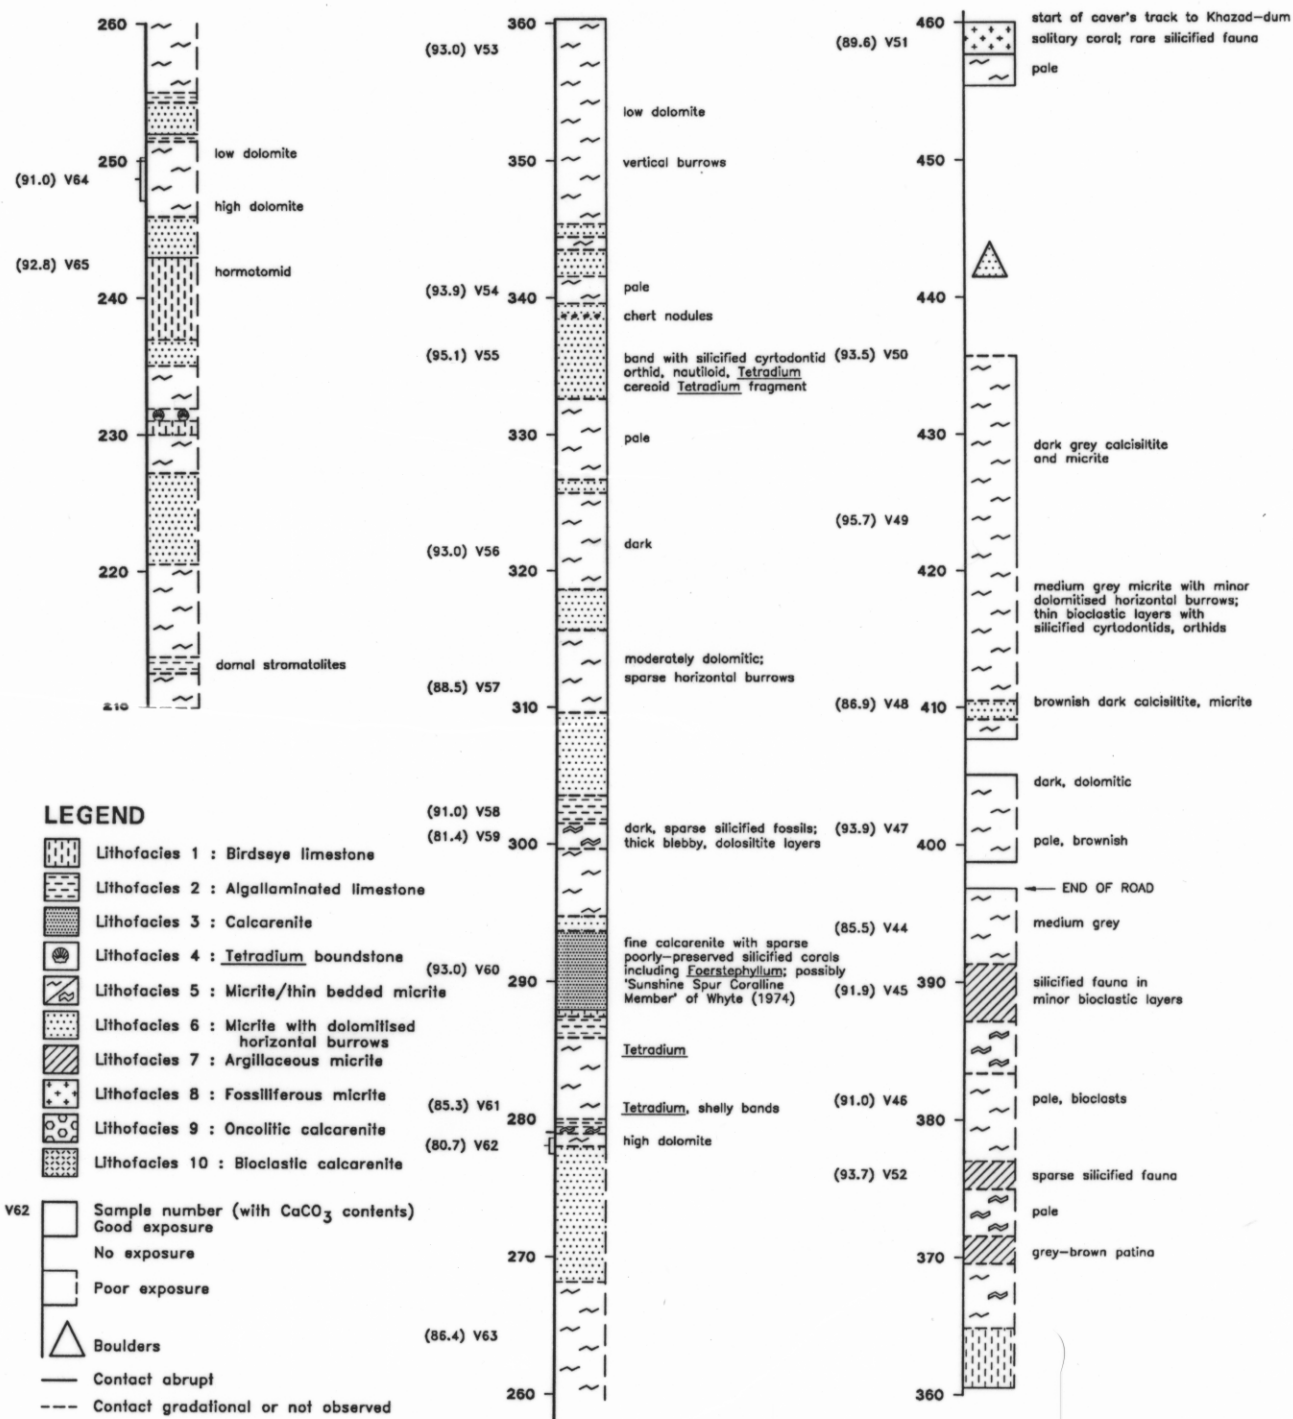 260
250
(91.0) V64
low dolomite
high dolomite
(92.8) V65
hormotomid
240
230
220
domal stromatolites
210
LEGEND
Lithofacies 1 : Birdseye limestone
Lithofacies 2 : Algallaminated limestone
Lithofacies 3 : Calcarenite
Lithofacies 4 : Tetradium boundstone
Lithofacies 5 : Micrite/thin bedded micrite
Lithofacies 6 : Micrite with dolomitised
horizontal burrows
Lithofacies 7 : Argillaceous micrite
Lithofacies 8 : Fossiliferous micrite
Lithofacies 9 : Oncolitic calcarenite
Lithofacies 10 : Bioclastic calcarenite
V62
Sample number (with CaCO3 contents)
Good exposure
No exposure
Poor exposure
Boulders
Contact abrupt
Contact gradational or not observed
360
(93.0) V53
low dolomite
350
vertical burrows
(93.9) V54
340
pale
chert nodules
(95.1) V55
band with silicified cyrtodontid
orthid, nautiloid, Tetradium
cereoid Tetradium fragment
330
pale
(93.0) V56
dark
320
moderately dolomitic;
sparse horizontal burrows
(88.5) V57
310
(91.0) V58
(81.4) V59
300
dark, sparse silicified fossils;
thick blebby, dolosiltite layers
(93.0) V60
290
fine calcarenite with sparse
poorly-preserved silicified corals
including Foerstephyllum; possibly
'Sunshine Spur Coralline
Member' of Whyte (1974)
Tetradium
(85.3) V61
280
Tetradium, shelly bands
(80.7) V62
high dolomite
270
(86.4) V63
260
460
start of caver's track to Khazad-dum
(89.6) V51
solitary coral; rare silicified fauna
pale
450
440
(93.5) V50
430
dark grey calcisiltite
and micrite
(95.7) V49
420
medium grey micrite with minor
dolomitised horizontal burrows;
thin bioclastic layers with
silicified cyrtodontids, orthids
(86.9) V48
410
brownish dark calcisiltite, micrite
dark, dolomitic
(93.9) V47
400
pale, brownish
END OF ROAD
(85.5) V44
medium grey
(91.9) V45
390
silicified fauna in
minor bioclastic layers
(91.0) V46
380
pale, bioclasts
(93.7) V52
sparse silicified fauna
pale
370
grey-brown patina
360